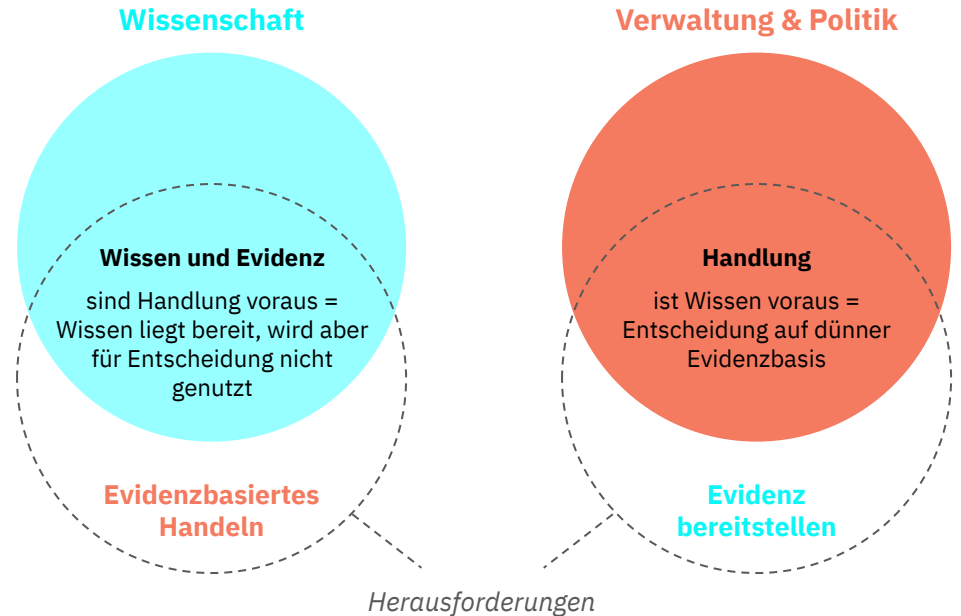 Wissenschaft
Verwaltung & Politik
Wissen und Evidenz
sind Handlung voraus =
Wissen liegt bereit, wird aber
für Entscheidung nicht
genutzt
Handlung
ist Wissen voraus =
Entscheidung auf dünner
Evidenzbasis
Evidenzbasiertes
Handeln
Evidenz
bereitstellen
Herausforderungen